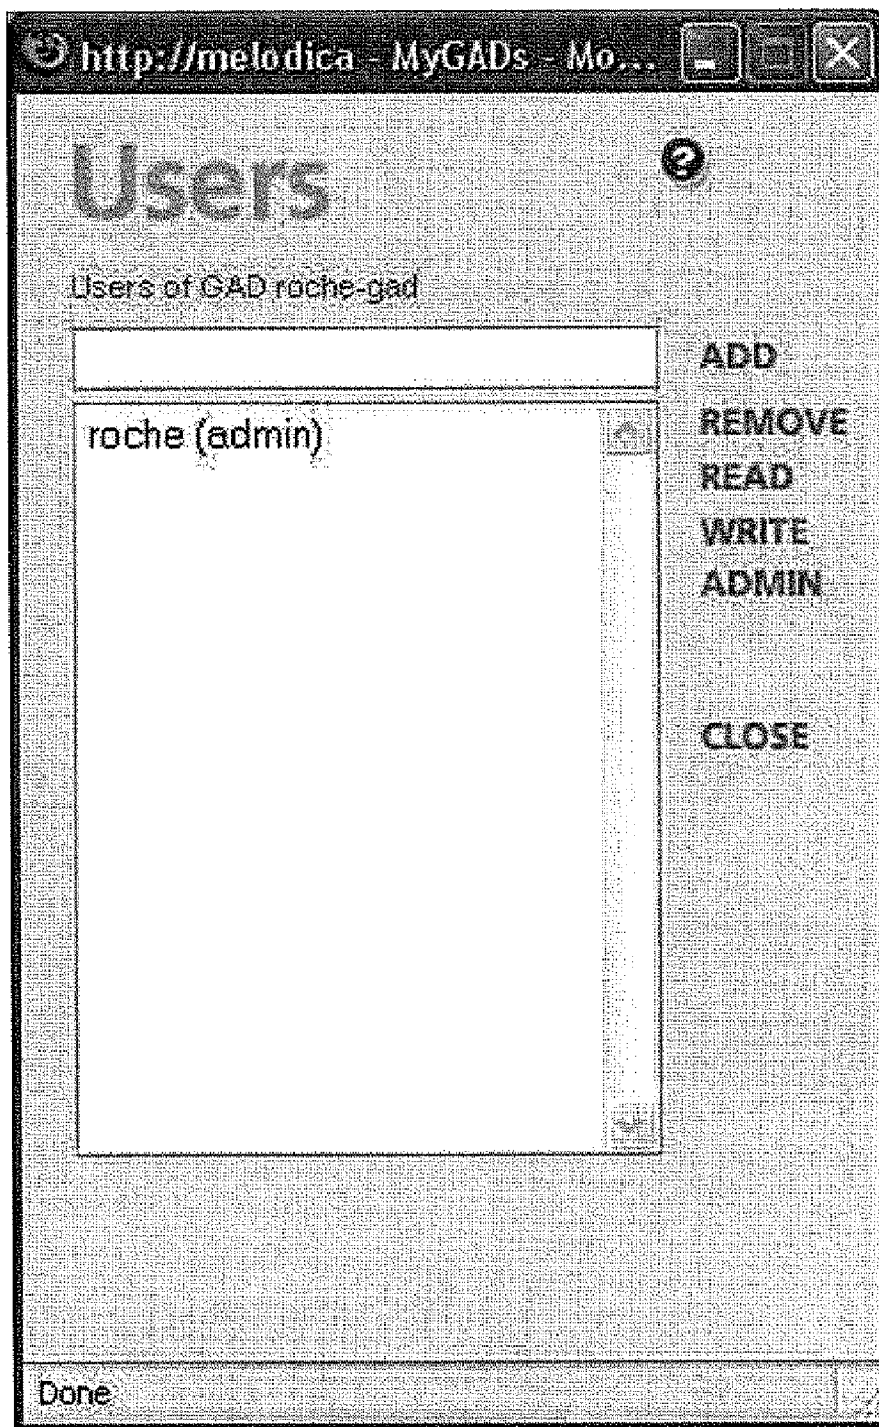 http://melodica - MyGADs - Mo...
Users
?
Users of GAD roche-gad
ADD
roche (admin)
REMOVE
READ
WRITE
ADMIN
CLOSE
Done